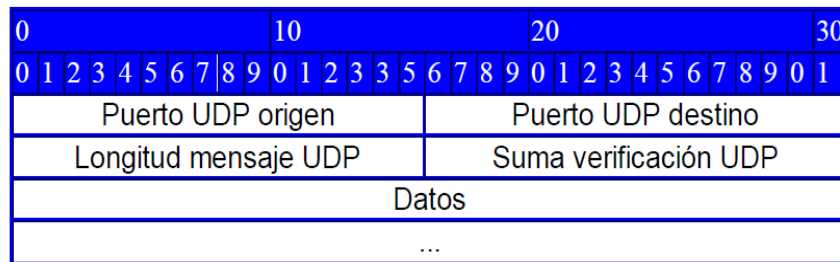 0 10 20 30
0 1 2 3 4 5 6 7 8 9 0 1 2 3 3 5 6 7 8 9 0 1 2 3 4 5 6 7 8 9 0 1
Puerto UDP origen Puerto UDP destino
Longitud mensaje UDP Suma verificación UDP
Datos
...